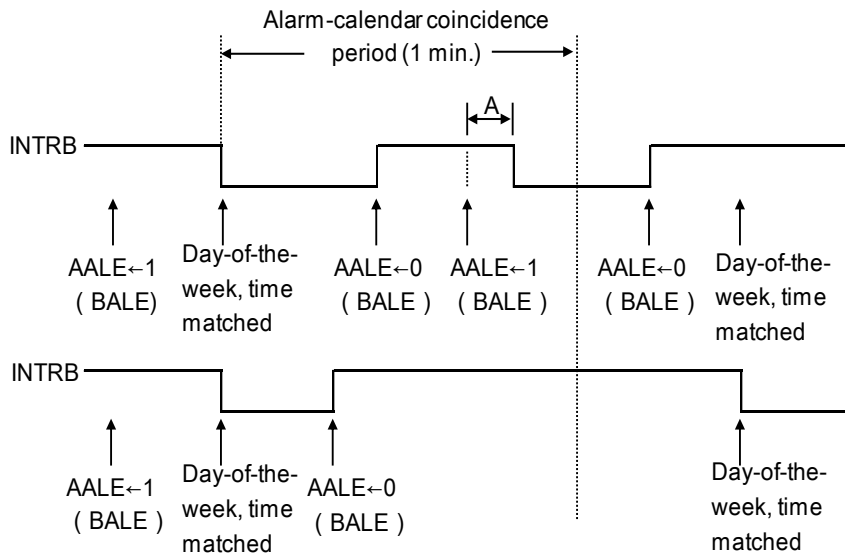 Alarm-calendar coincidence
period (1 min.)
A
INTRB
AALE←1
( BALE)
Day-of-the-
week, time
matched
AALE←0
( BALE )
AALE←1
( BALE )
AALE←0
( BALE )
Day-of-the-
week, time
matched
INTRB
AALE←1
( BALE )
Day-of-the-
week, time
matched
AALE←0
( BALE )
Day-of-the-
week, time
matched